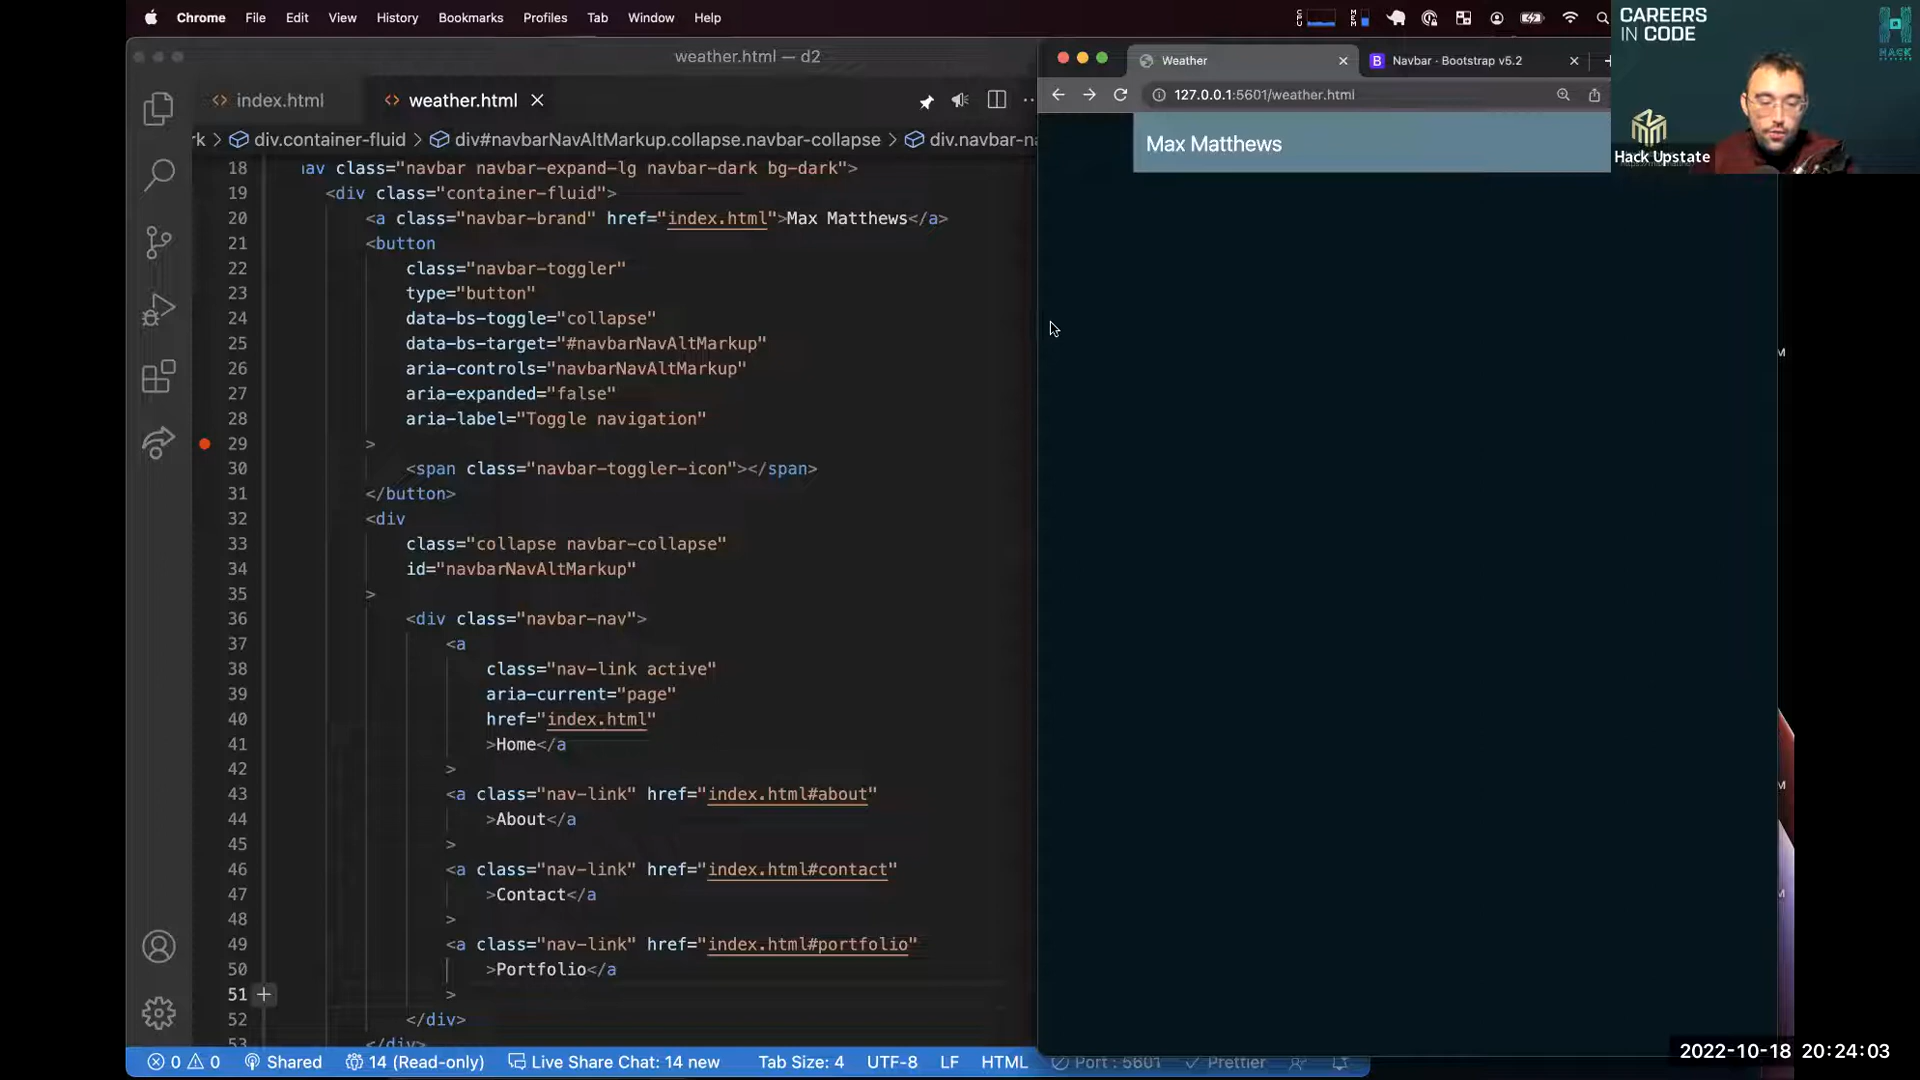 Chrome File Edit View History Bookmarks Profiles Tab Window Help
CAREERS
IN CODE
HACK
UPSTATE
Hack Upstate
weather.html — d2
index.html
weather.html
rk > div.container-fluid > div#navbarNavAltMarkup.collapse.navbar-collapse > div.navbar-n
Weather
Navbar · Bootstrap v5.2
127.0.0.1:5601/weather.html
Max Matthews
18 nav class="navbar navbar-expand-lg navbar-dark bg-dark">
19 <div class="container-fluid">
20 <a class="navbar-brand" href="index.html">Max Matthews</a>
21 <button
22 class="navbar-toggler"
23 type="button"
24 data-bs-toggle="collapse"
25 data-bs-target="#navbarNavAltMarkup"
26 aria-controls="navbarNavAltMarkup"
27 aria-expanded="false"
28 aria-label="Toggle navigation"
29 >
30 <span class="navbar-toggler-icon"></span>
31 </button>
32 <div
33 class="collapse navbar-collapse"
34 id="navbarNavAltMarkup"
35 >
36 <div class="navbar-nav">
37 <a
38 class="nav-link active"
39 aria-current="page"
40 href="index.html"
41 >Home</a
42 >
43 <a class="nav-link" href="index.html#about"
44 >About</a
45 >
46 <a class="nav-link" href="index.html#contact"
47 >Contact</a
48 >
49 <a class="nav-link" href="index.html#portfolio"
50 >Portfolio</a
51 >
52 </div>
53 </div>
0 0 Shared 14 (Read-only) Live Share Chat: 14 new Tab Size: 4 UTF-8 LF HTML Port : 5601 Prettier
2022-10-18 20:24:03